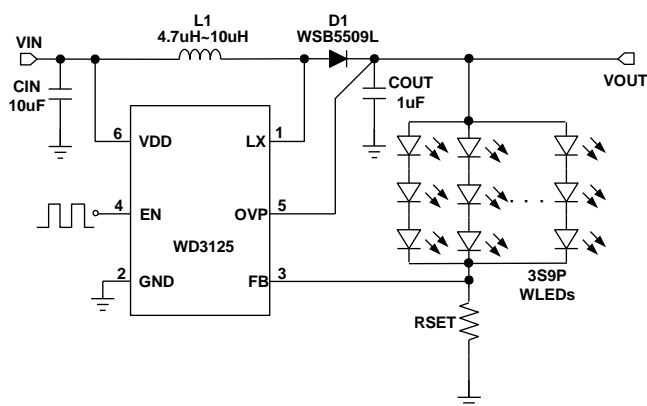 L1
4.7uH~10uH
D1
WSB5509L
VIN
CIN
10uF
COUT
1uF
VOUT
6 VDD
LX 1
4 EN
OVP 5
WD3125
2 GND
FB 3
. . .
3S9P
WLEDs
RSET